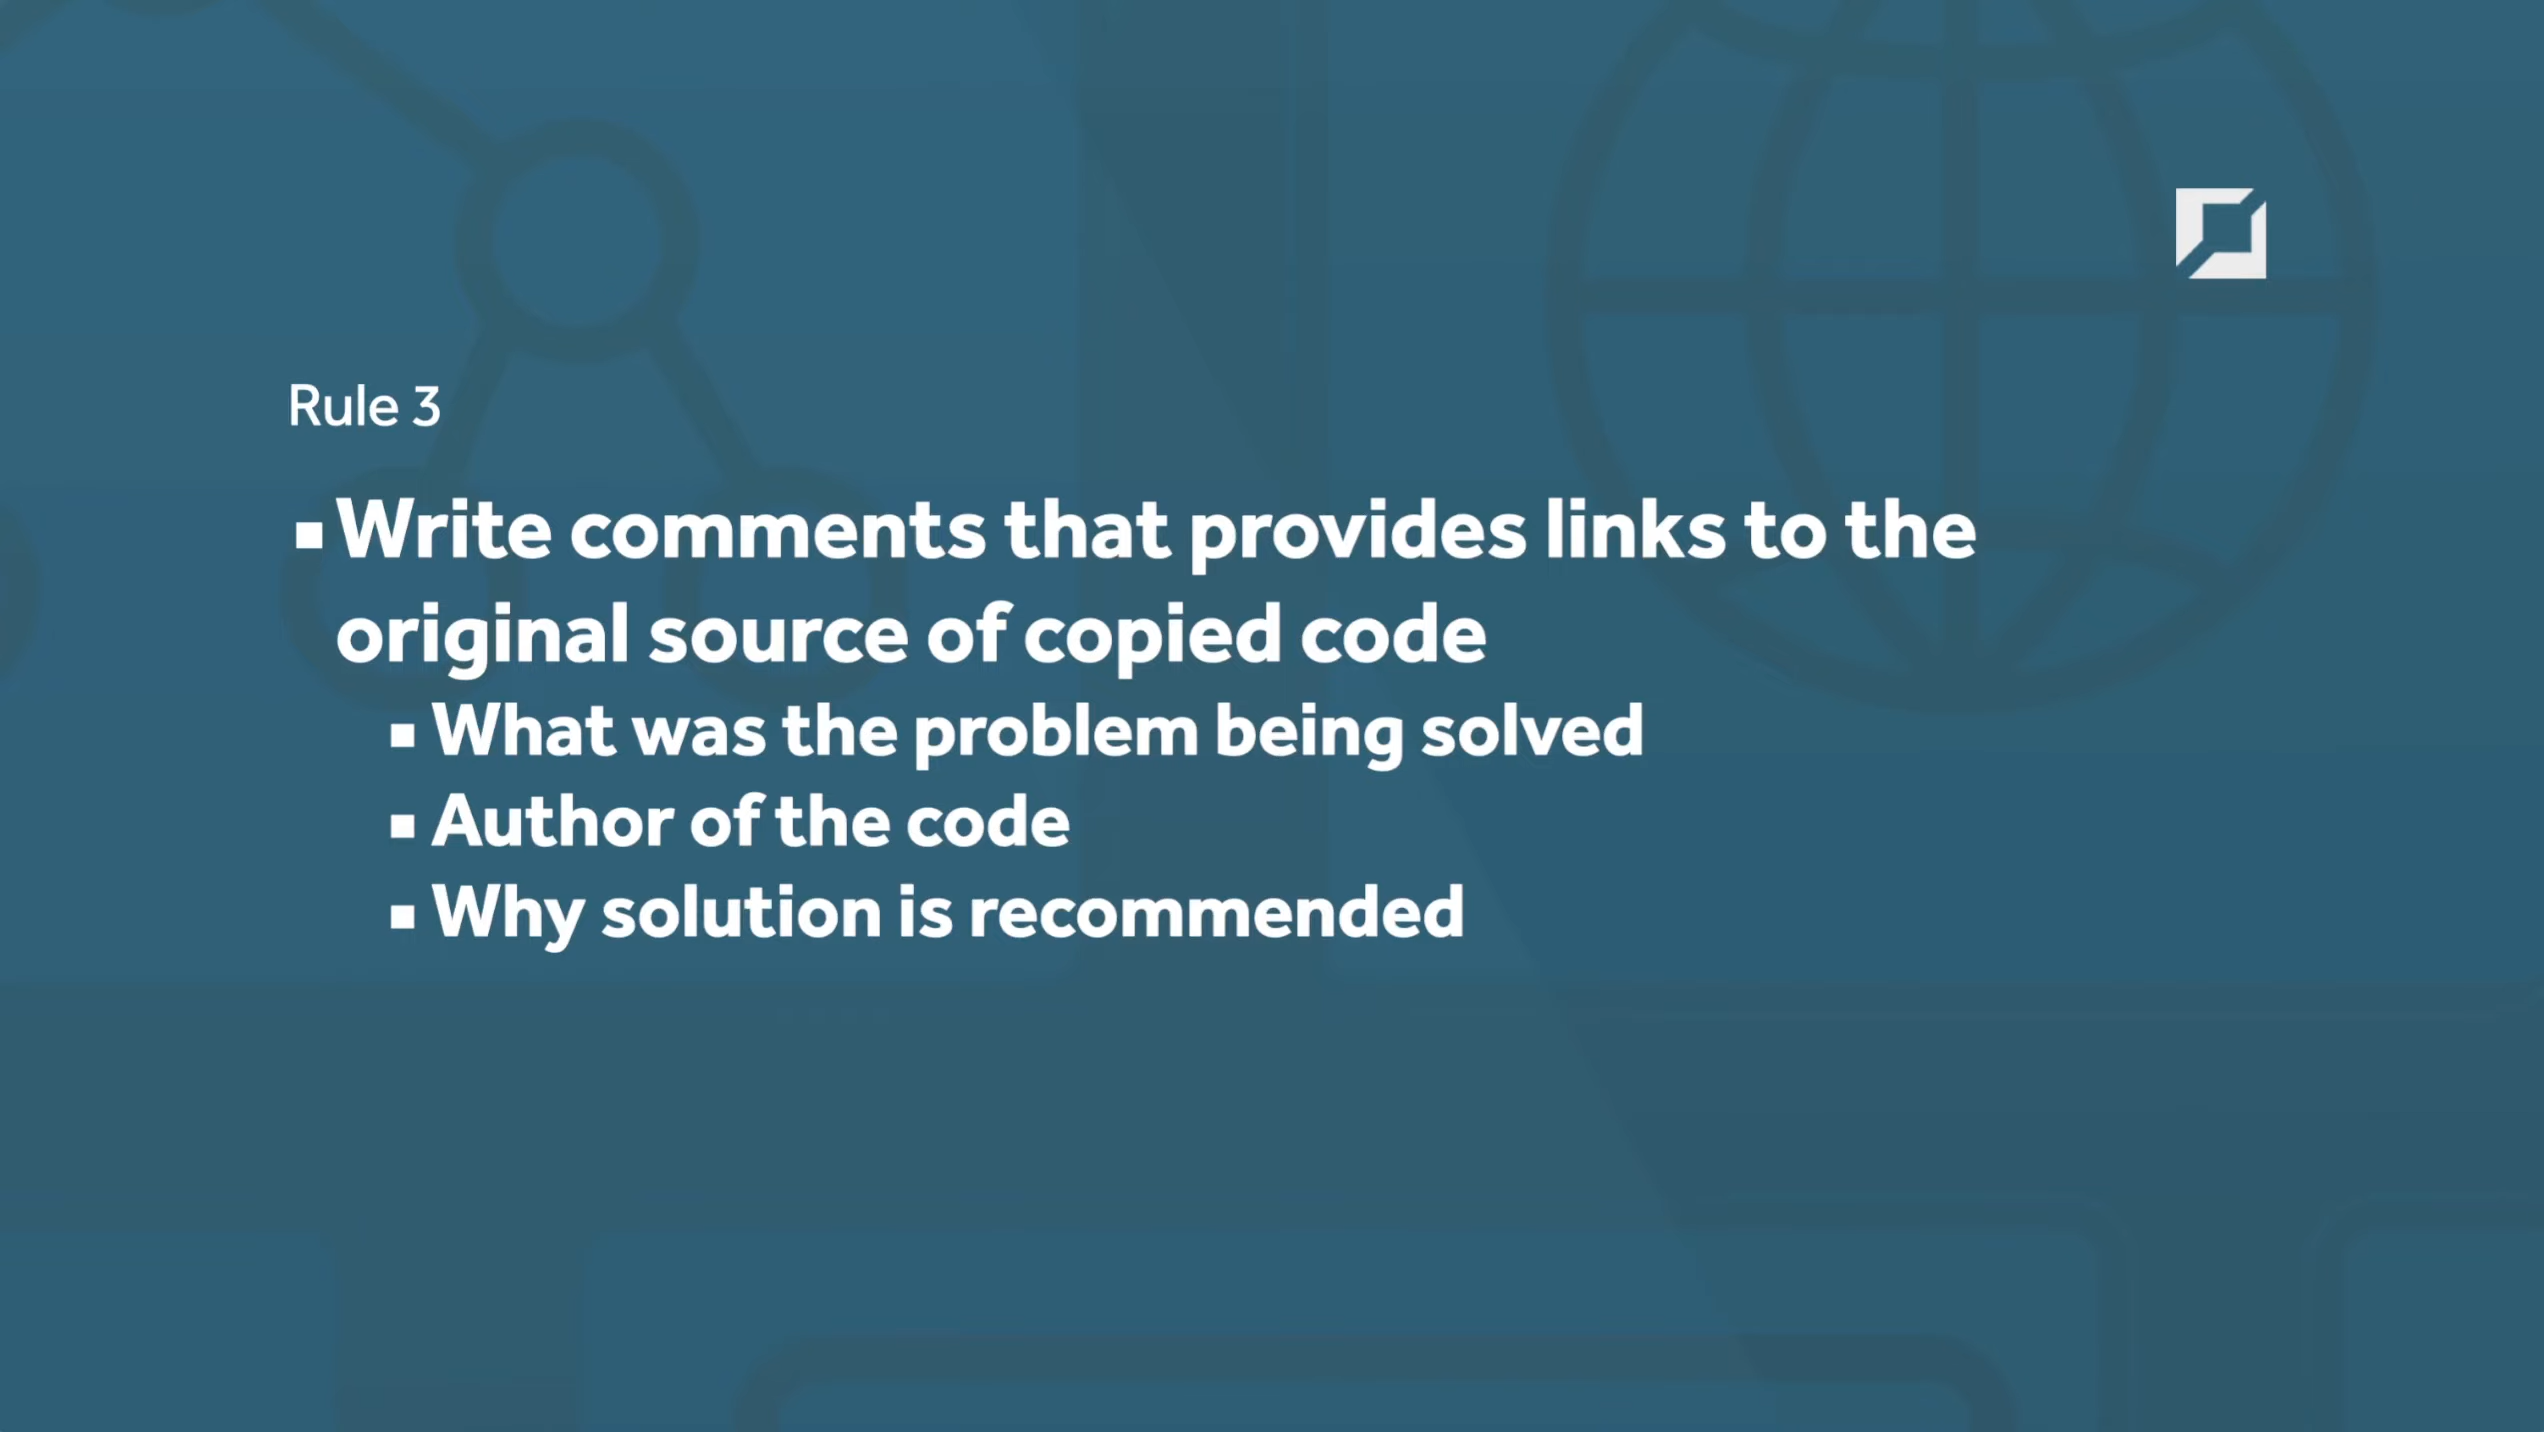 Rule 3
▪ Write comments that provides links to the
original source of copied code
▪ What was the problem being solved
▪ Author of the code
▪ Why solution is recommended